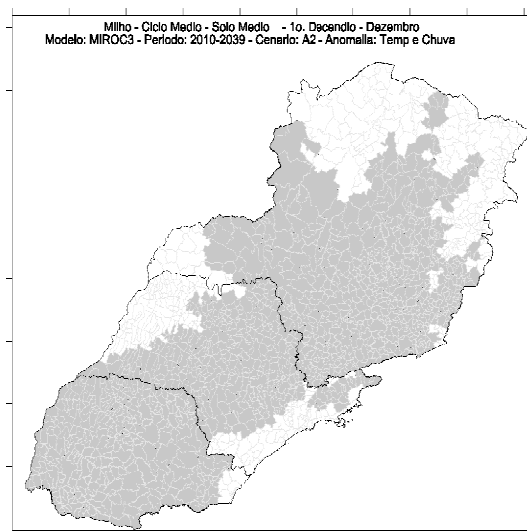 Milho - Ciclo Medio - Solo Medio - 1o. Decendio - Dezembro
Modelo: MIROC3 - Periodo: 2010-2039 - Cenario: A2 - Anomalia: Temp e Chuva